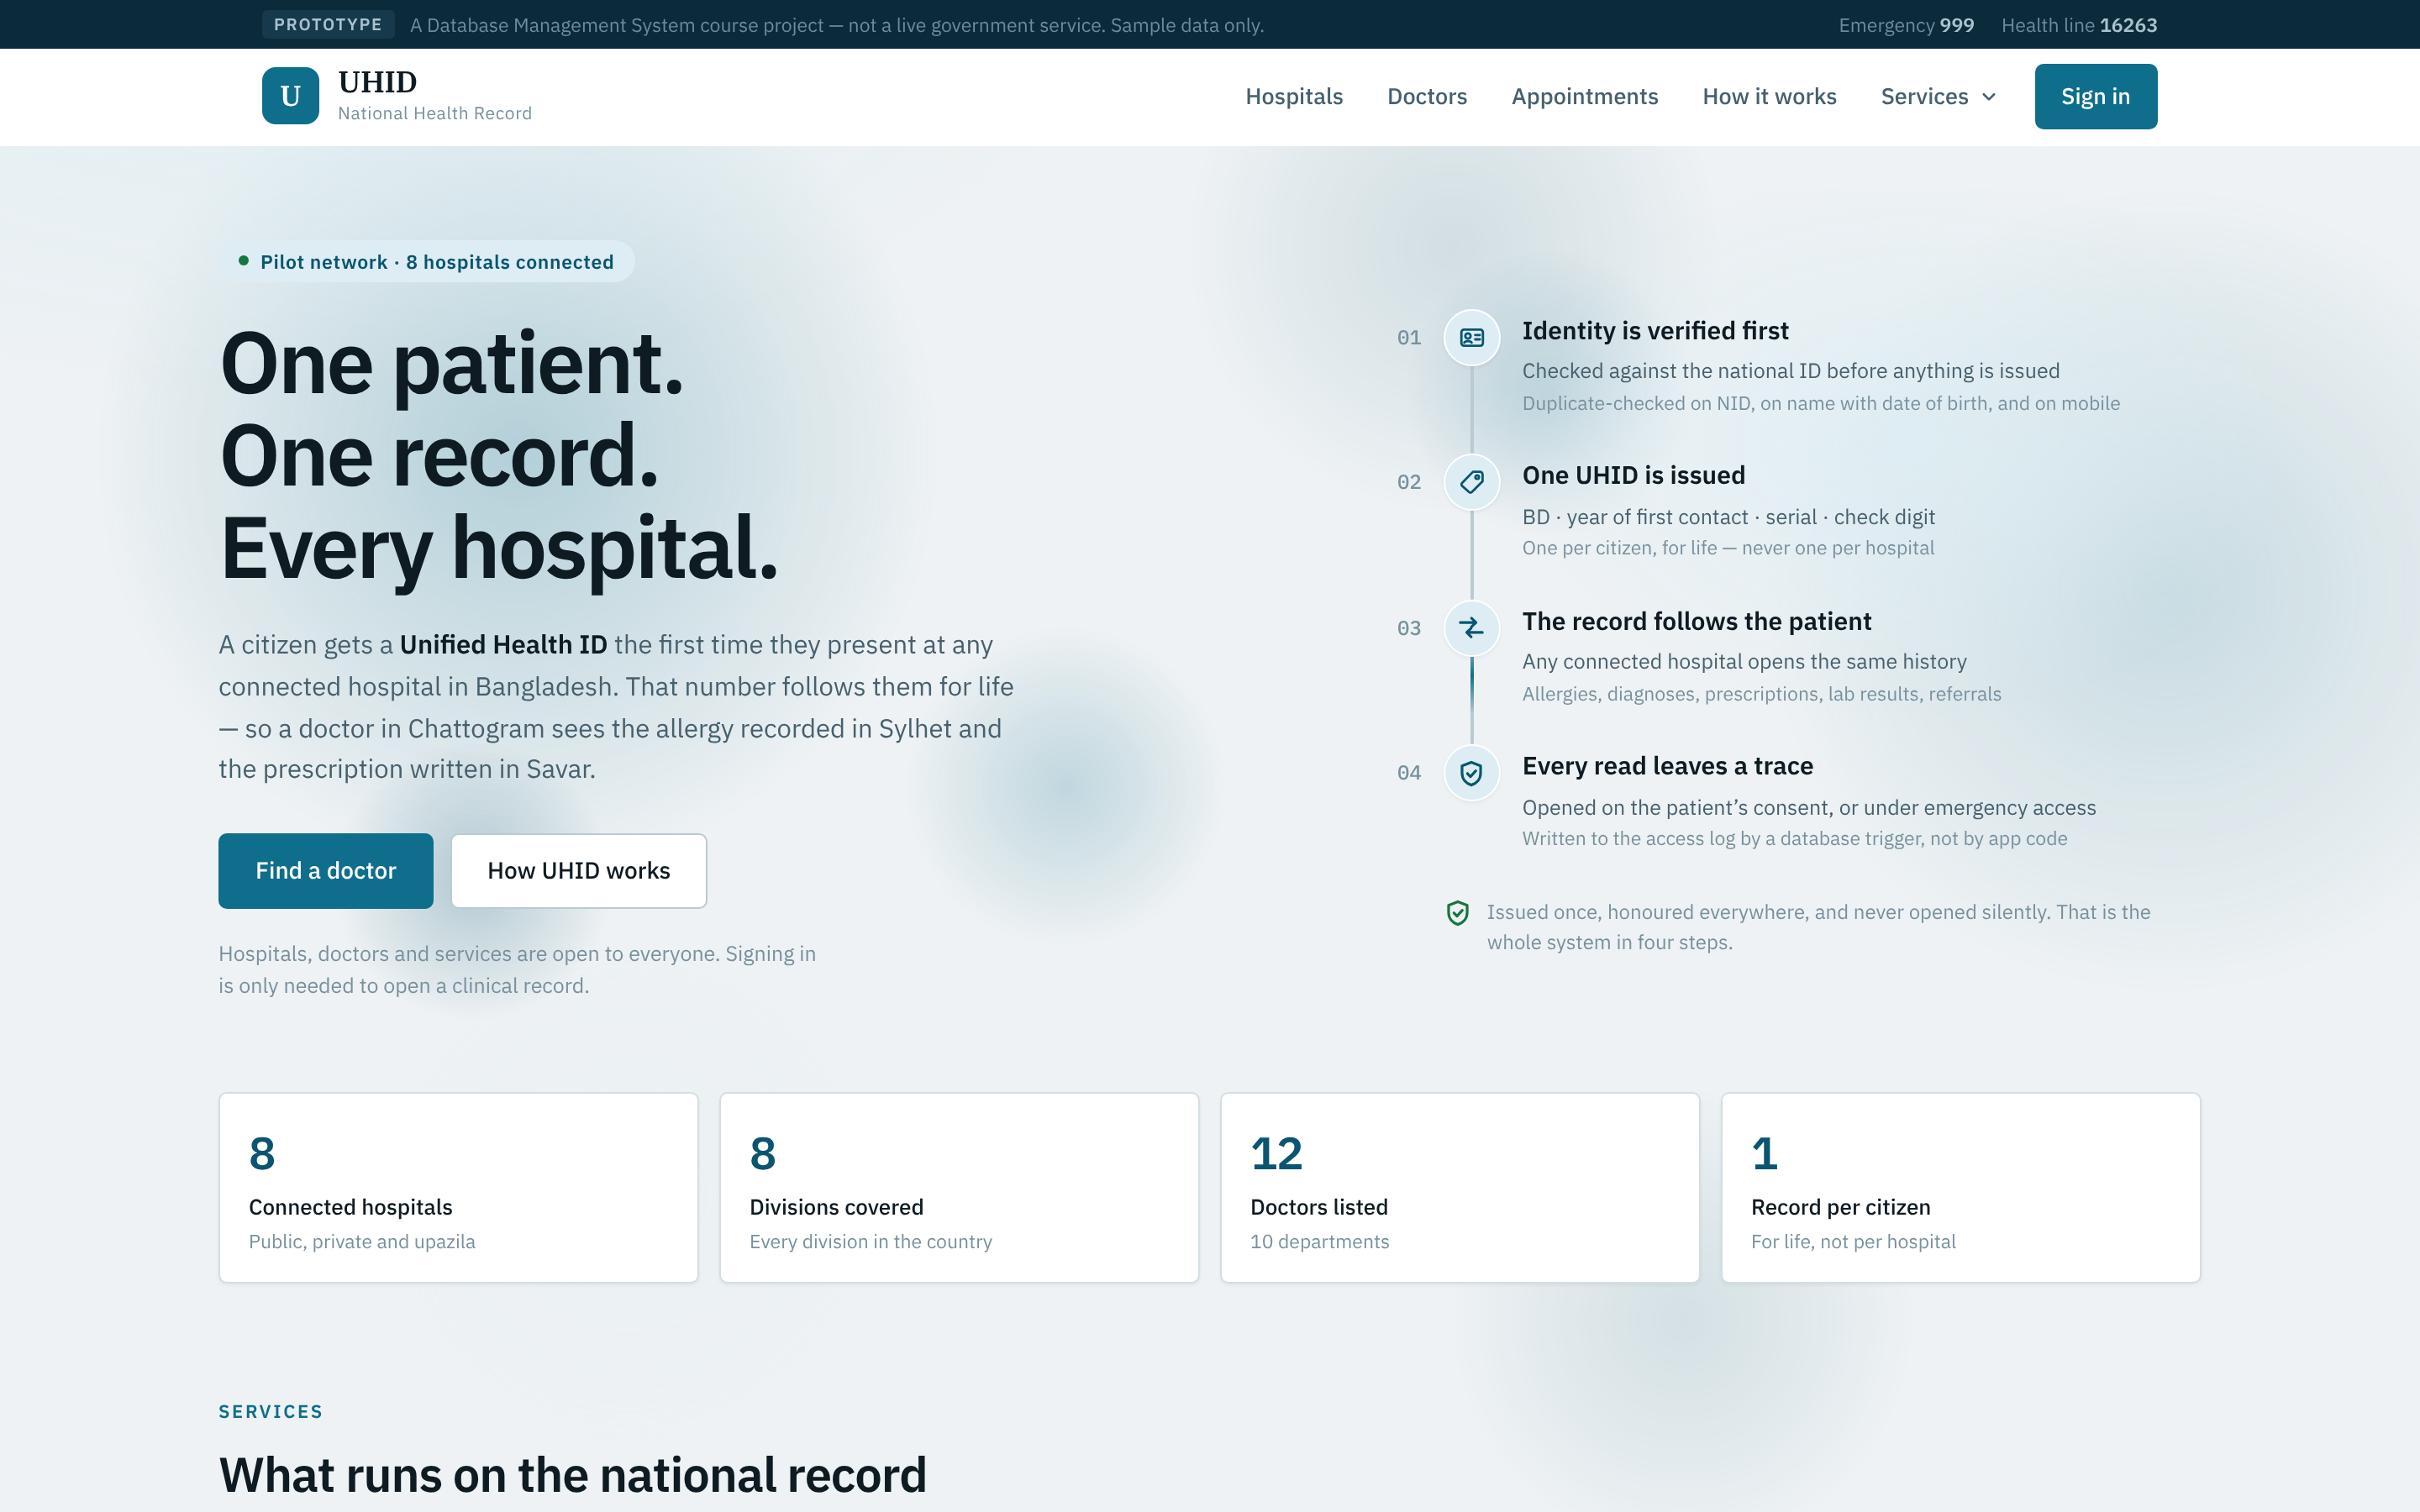 PROTOTYPE A Database Management System course project — not a live government service. Sample data only. Emergency 999 Health line 16263
U UHID
National Health Record
Hospitals Doctors Appointments How it works Services Sign in
Pilot network · 8 hospitals connected
One patient.
One record.
Every hospital.
A citizen gets a Unified Health ID the first time they present at any
connected hospital in Bangladesh. That number follows them for life
— so a doctor in Chattogram sees the allergy recorded in Sylhet and
the prescription written in Savar.
Find a doctor How UHID works
Hospitals, doctors and services are open to everyone. Signing in
is only needed to open a clinical record.
01 Identity is verified first
Checked against the national ID before anything is issued
Duplicate-checked on NID, on name with date of birth, and on mobile
02 One UHID is issued
BD · year of first contact · serial · check digit
One per citizen, for life — never one per hospital
03 The record follows the patient
Any connected hospital opens the same history
Allergies, diagnoses, prescriptions, lab results, referrals
04 Every read leaves a trace
Opened on the patient’s consent, or under emergency access
Written to the access log by a database trigger, not by app code
Issued once, honoured everywhere, and never opened silently. That is the
whole system in four steps.
8
Connected hospitals
Public, private and upazila
8
Divisions covered
Every division in the country
12
Doctors listed
10 departments
1
Record per citizen
For life, not per hospital
SERVICES
What runs on the national record